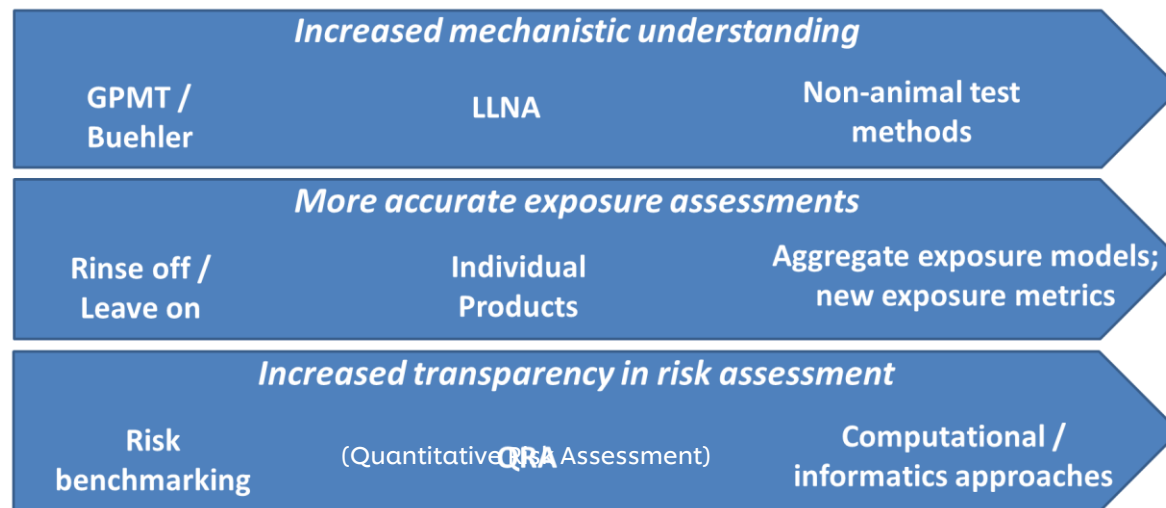 Increased mechanistic understanding
GPMT /
Buehler
LLNA
Non-animal test
methods
More accurate exposure assessments
Rinse off /
Leave on
Individual
Products
Aggregate exposure models;
new exposure metrics
Increased transparency in risk assessment
Risk
benchmarking
QRA
(Quantitative Risk Assessment)
Computational /
informatics approaches